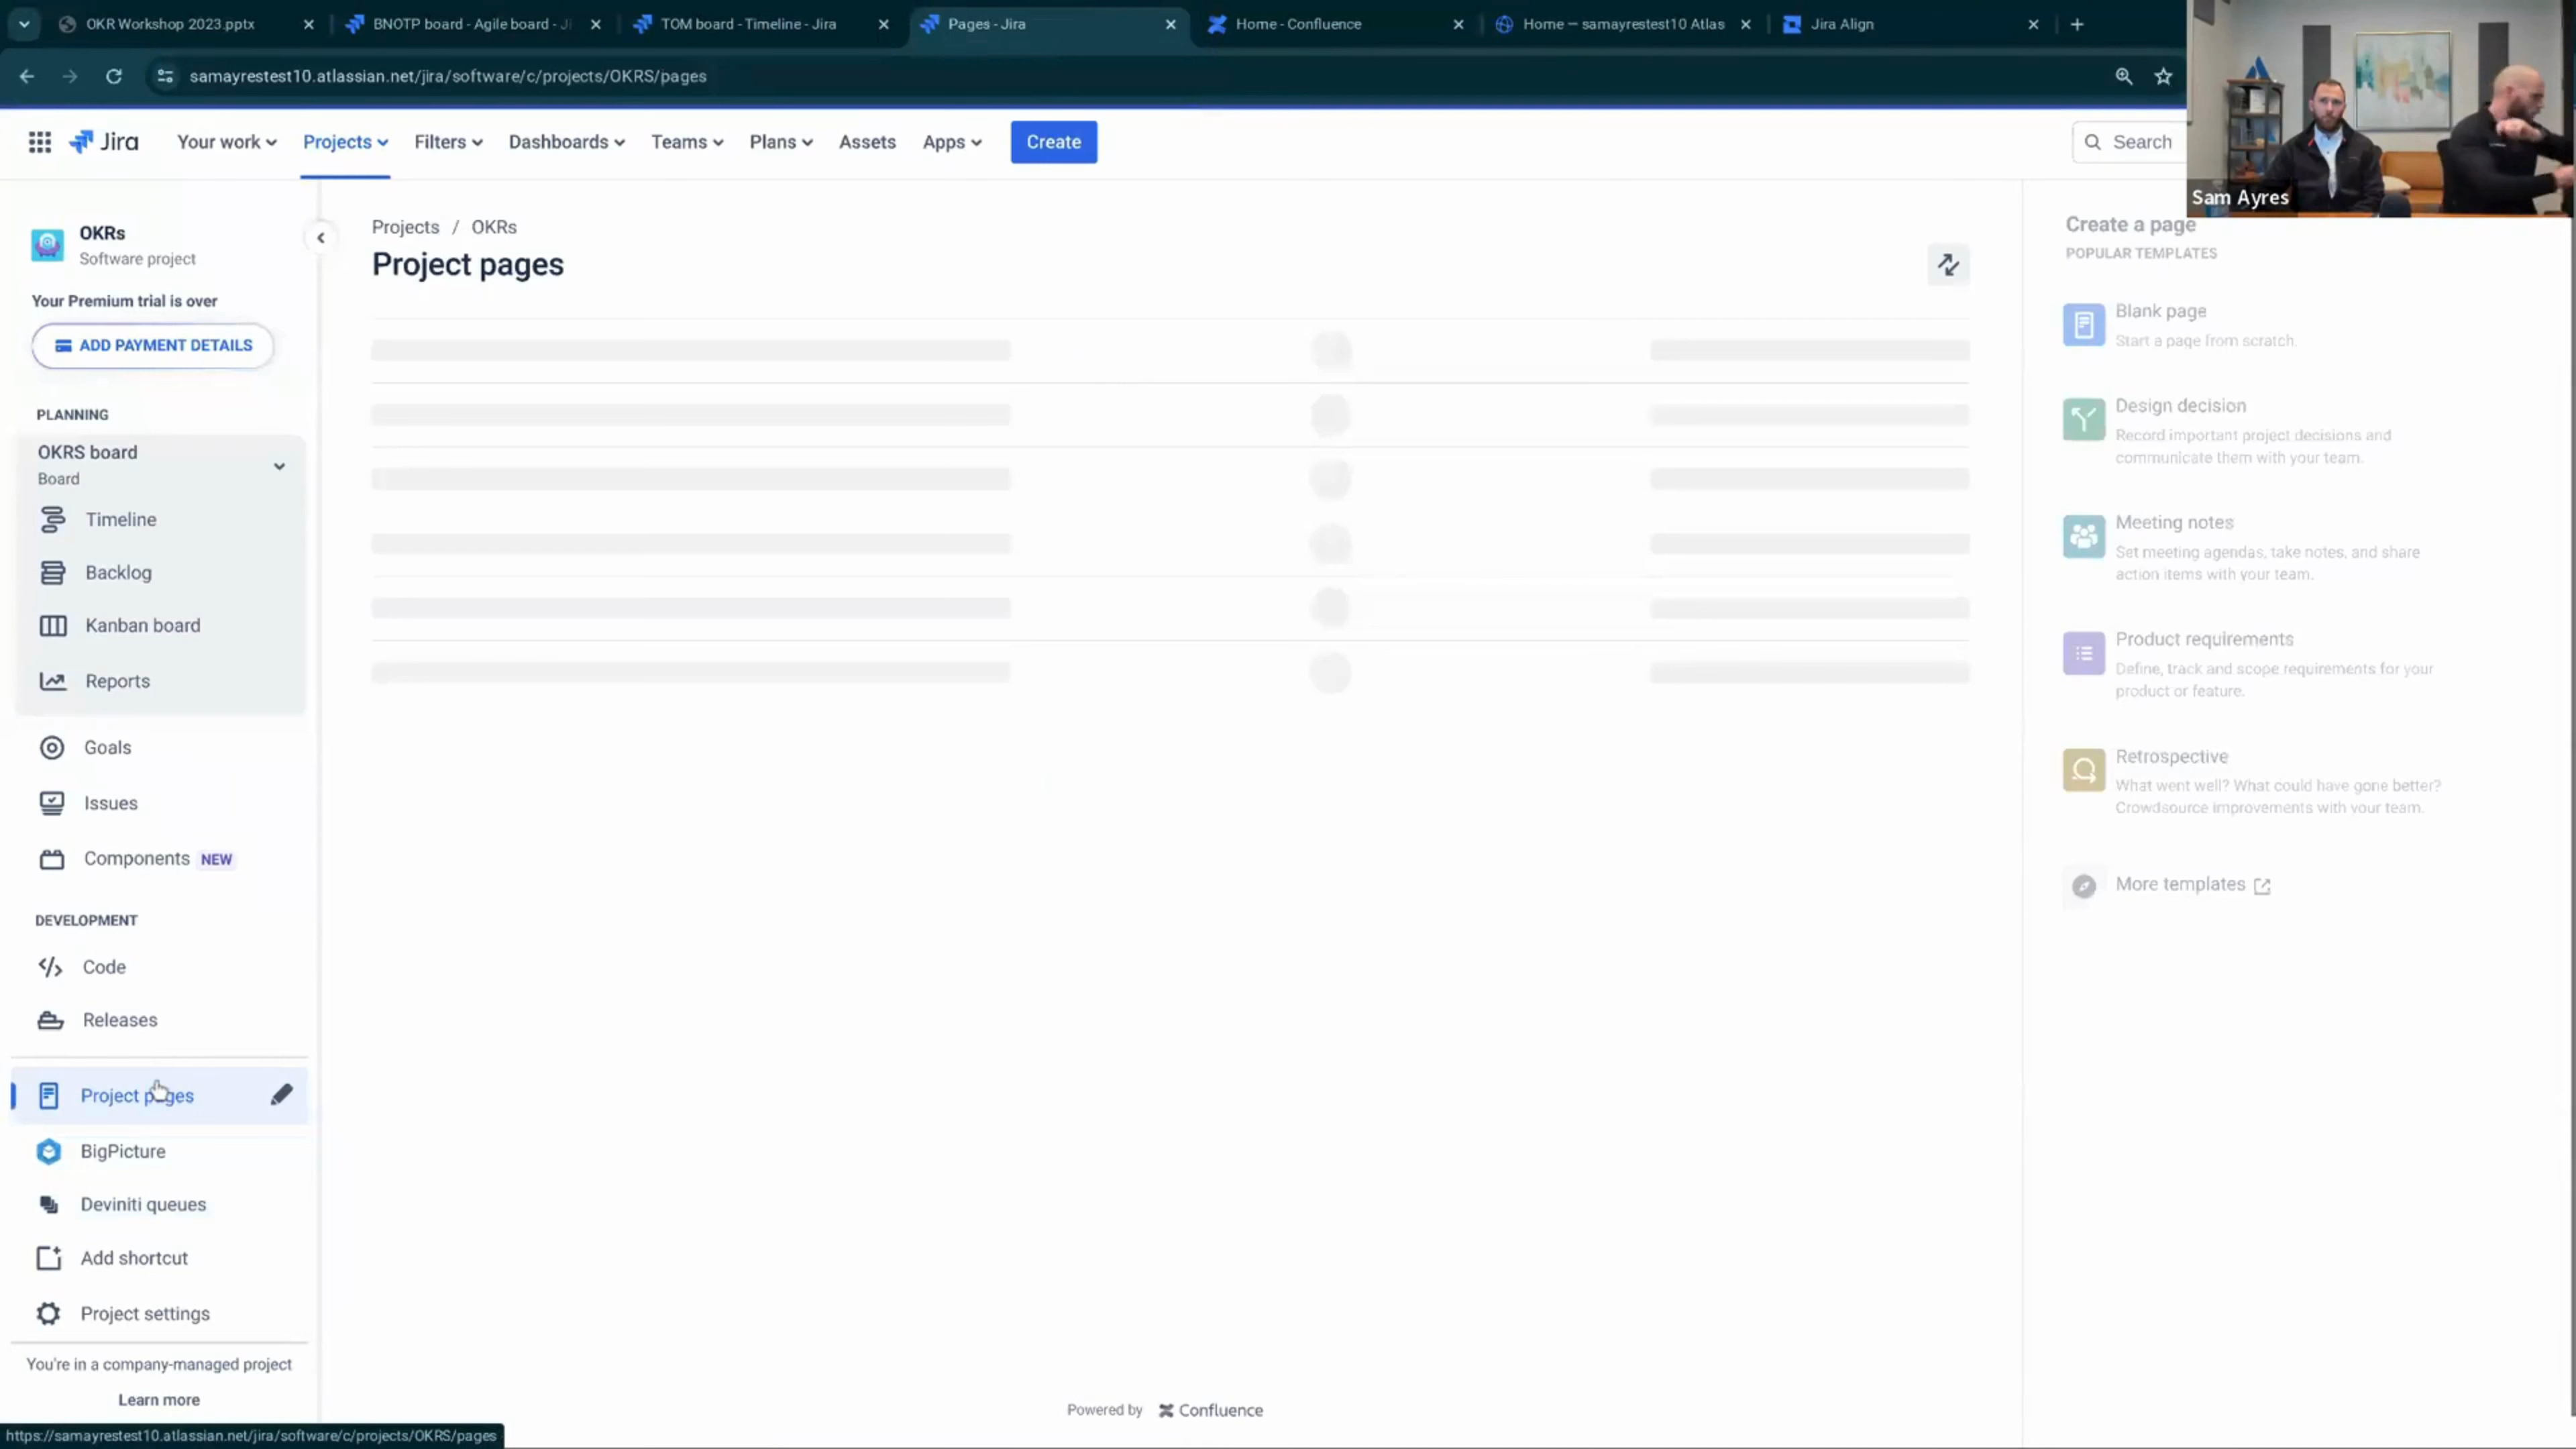 OKR Workshop 2023.pptx
BNOTP board - Agile board - Ji
TOM board - Timeline - Jira
Pages - Jira
Home - Confluence
Home — samayrestest10 Atlas
Jira Align
samayrestest10.atlassian.net/jira/software/c/projects/OKRS/pages
Jira
Your work
Projects
Filters
Dashboards
Teams
Plans
Assets
Apps
Create
Search
Sam Ayres
OKRs
Software project
Your Premium trial is over
ADD PAYMENT DETAILS
PLANNING
OKRS board
Board
Timeline
Backlog
Kanban board
Reports
Goals
Issues
Components NEW
DEVELOPMENT
Code
Releases
Project pages
BigPicture
Deviniti queues
Add shortcut
Project settings
You're in a company-managed project
Learn more
https://samayrestest10.atlassian.net/jira/software/c/projects/OKRS/pages
Projects / OKRs
Project pages
Powered by Confluence
Create a page
POPULAR TEMPLATES
Blank page
Start a page from scratch.
Design decision
Record important project decisions and
communicate them with your team.
Meeting notes
Set meeting agendas, take notes, and share
action items with your team.
Product requirements
Define, track and scope requirements for your
product or feature.
Retrospective
What went well? What could have gone better?
Crowdsource improvements with your team.
More templates